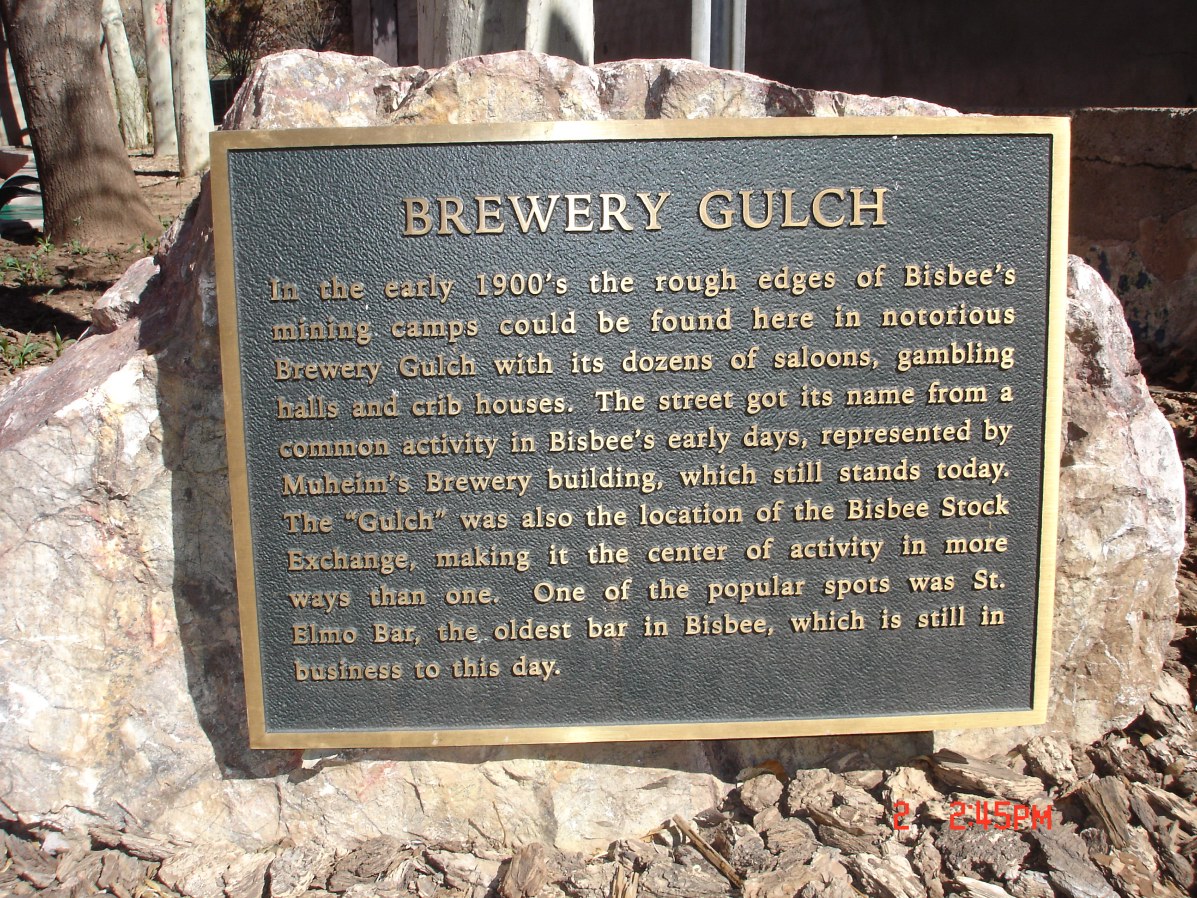 BREWERY GULCH
In the early 1900's the rough edges of Bisbee's
mining camps could be found here in notorious
Brewery Gulch with its dozens of saloons, gambling
halls and crib houses. The street got its name from a
common activity in Bisbee's early days, represented by
Muheim's Brewery building, which still stands today.
The "Gulch" was also the location of the Bisbee Stock
Exchange, making it the center of activity in more
ways than one. One of the popular spots was St.
Elmo Bar, the oldest bar in Bisbee, which is still in
business to this day.
2 2:45PM